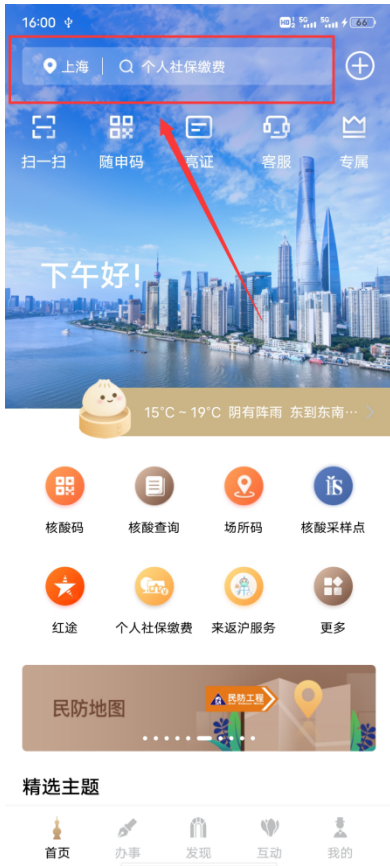 16:00 HD 5G 5G 66
上海 个人社保缴费
扫一扫 随申码 亮证 客服 专属
下午好!
15°C ~ 19°C 阴有阵雨 东到东南…
核酸码 核酸查询 场所码 核酸采样点
红途 个人社保缴费 来返沪服务 更多
民防地图 民防工程
精选主题
首页 办事 发现 互动 我的